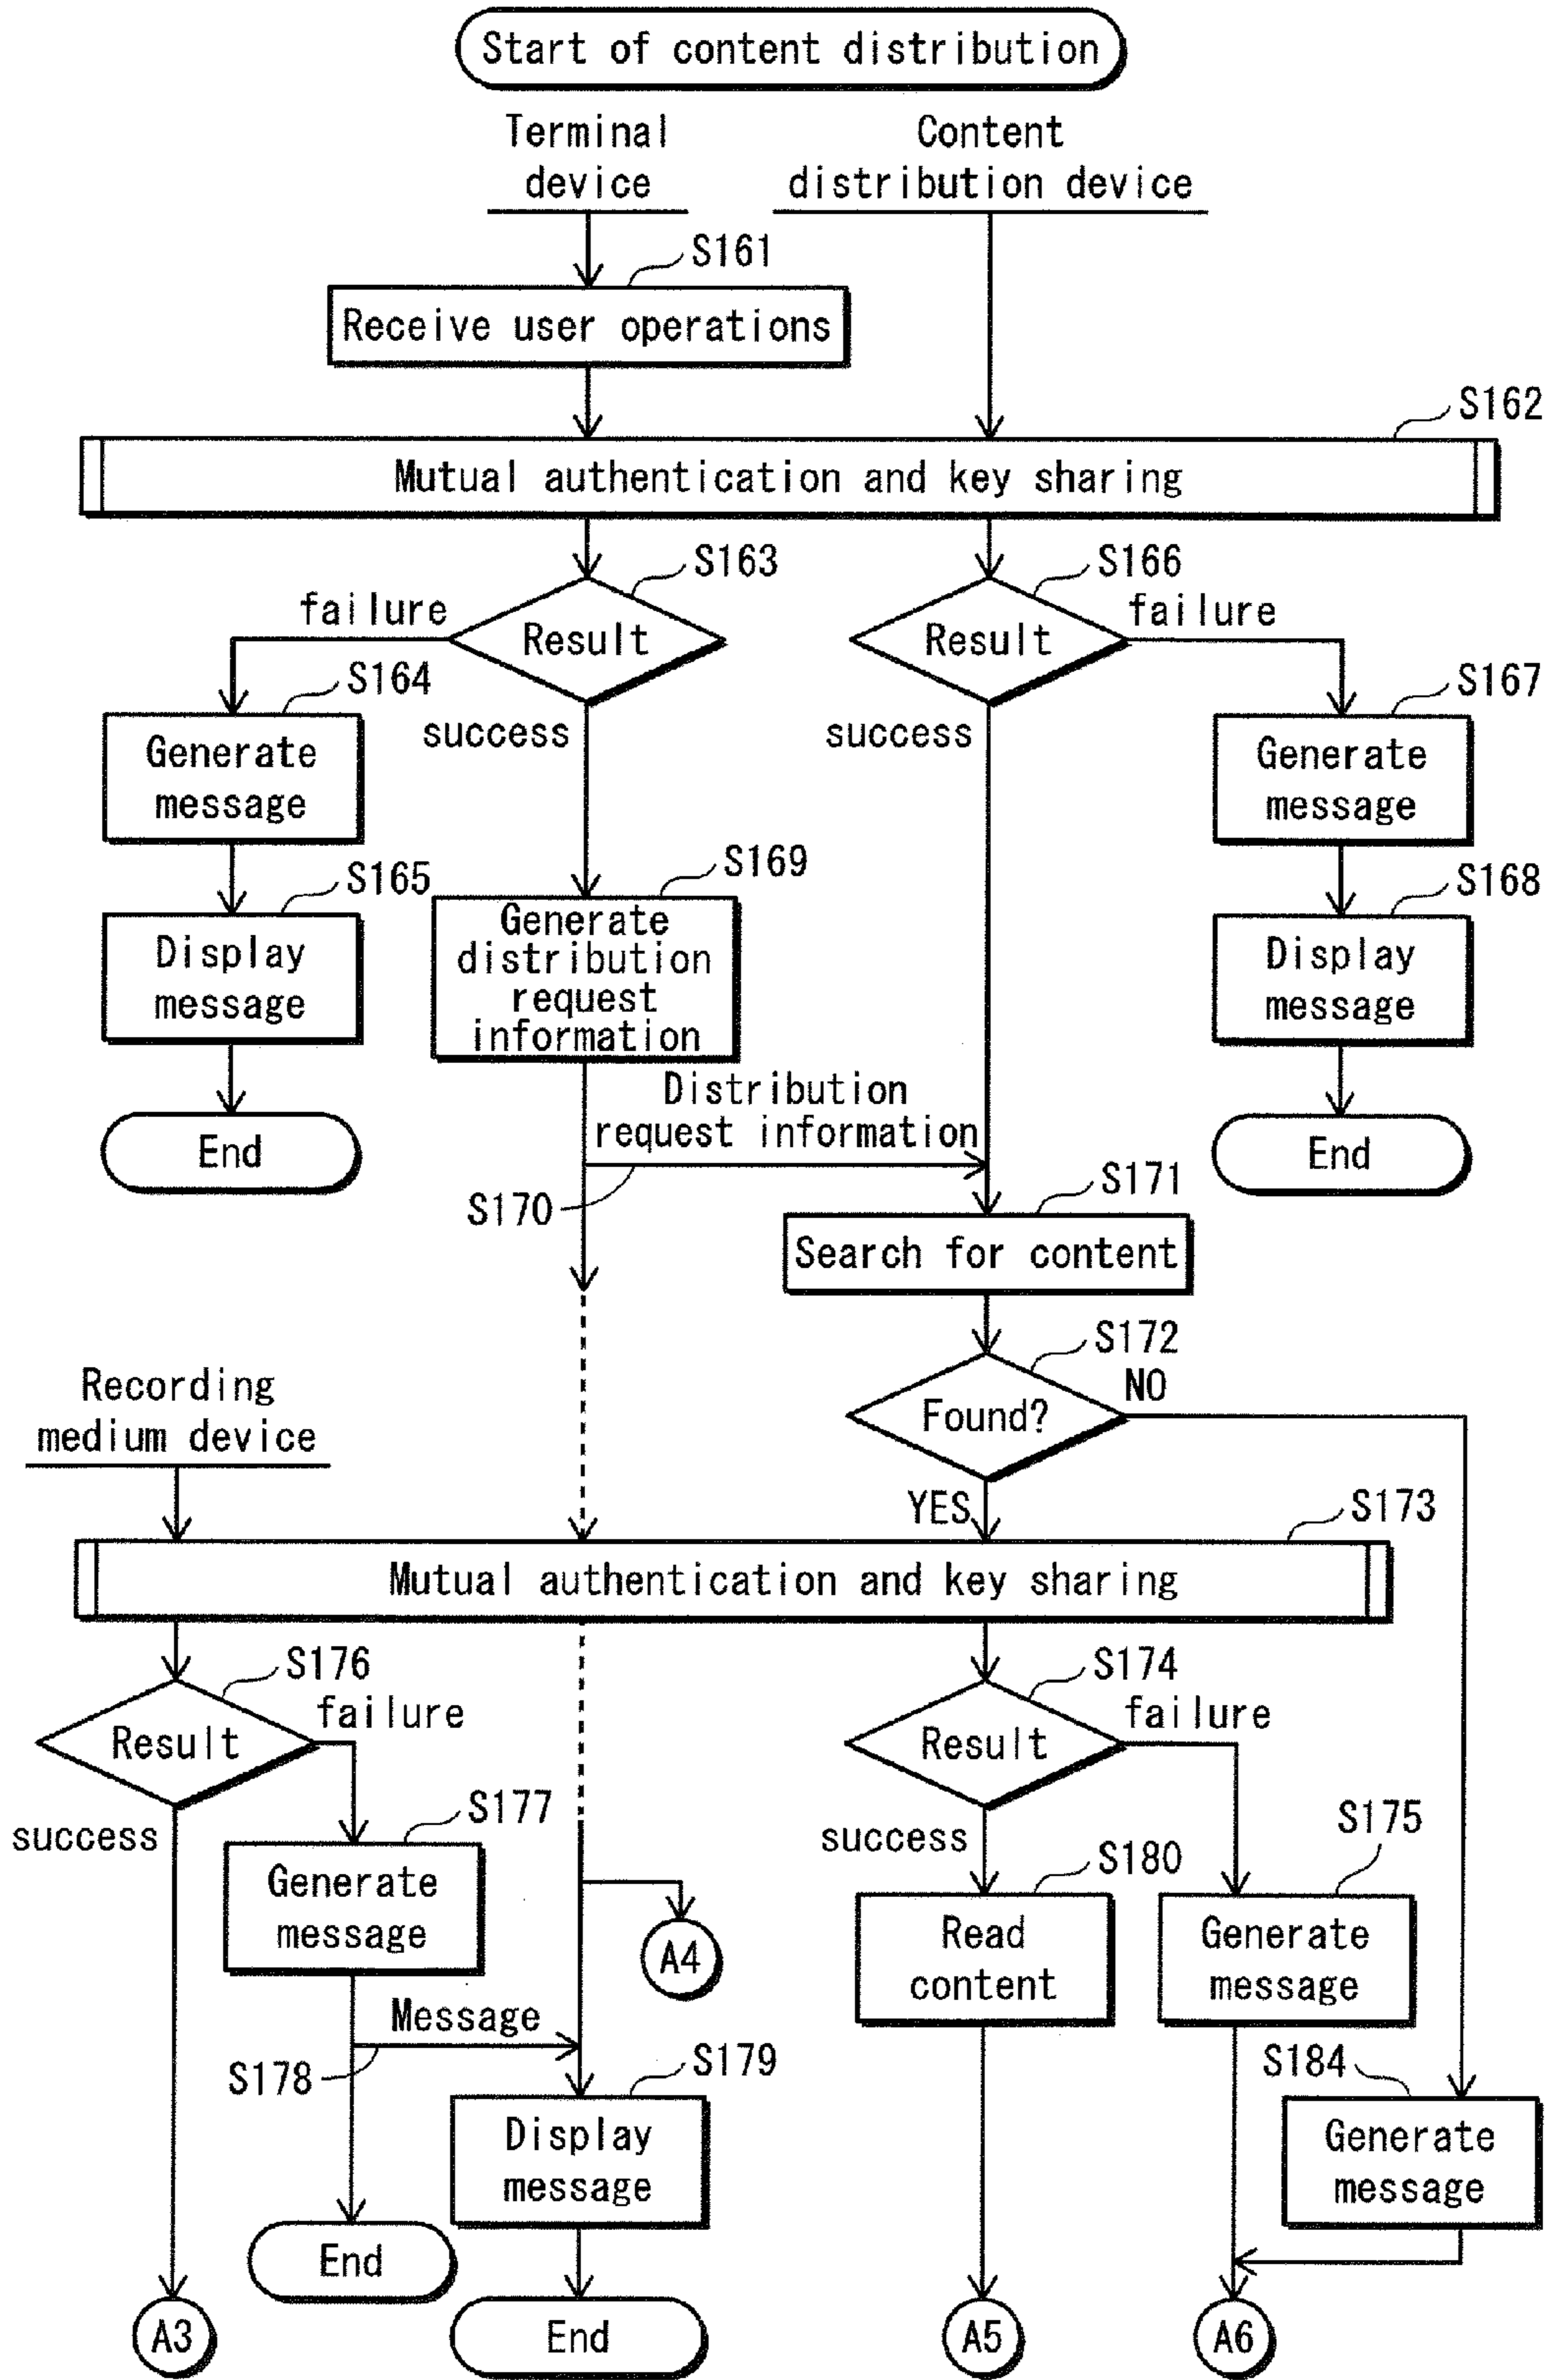 Start of content distribution
Terminal
device
Content
distribution device
S161
Receive user operations
S162
Mutual authentication and key sharing
S163
S166
failure
Result
Result
failure
S164
S167
success
success
Generate
message
Generate
message
S165
S169
S168
Display
message
Generate
distribution
request
information
Display
message
Distribution
request information
End
End
S170
S171
Search for content
S172
Recording
medium device
Found?
NO
YES
S173
Mutual authentication and key sharing
S176
S174
Result
failure
Result
failure
success
S177
success
S180
S175
Generate
message
A4
Read
content
Generate
message
Message
S178
S179
S184
Display
message
Generate
message
End
A3
End
A5
A6